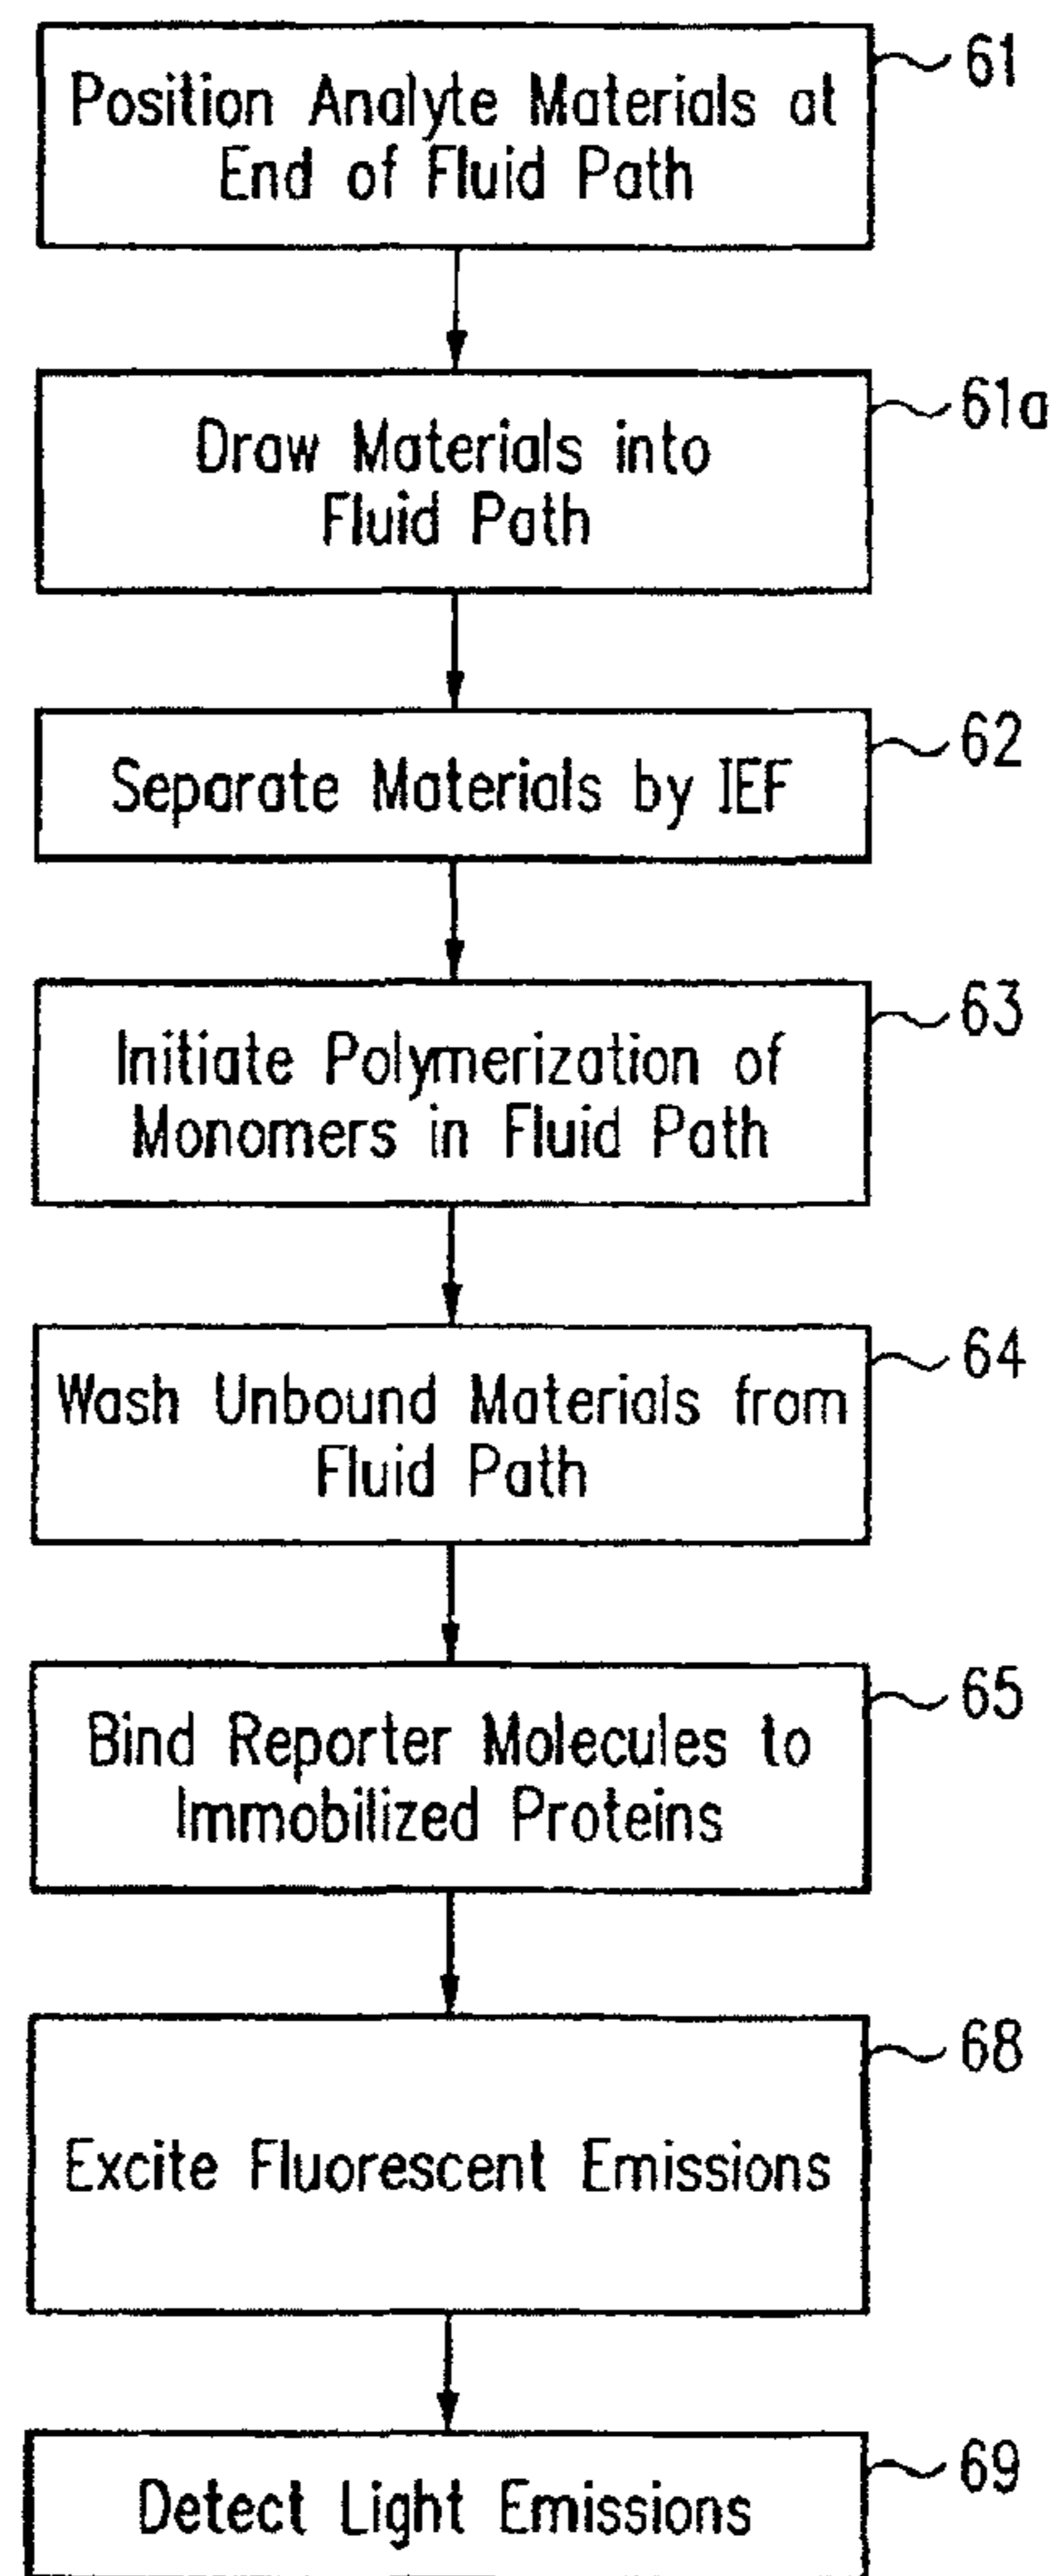 Position Analyte Materials at
End of Fluid Path
61
Draw Materials into
Fluid Path
61a
Separate Materials by IEF
62
Initiate Polymerization of
Monomers in Fluid Path
63
Wash Unbound Materials from
Fluid Path
64
Bind Reporter Molecules to
Immobilized Proteins
65
Excite Fluorescent Emissions
68
Detect Light Emissions
69